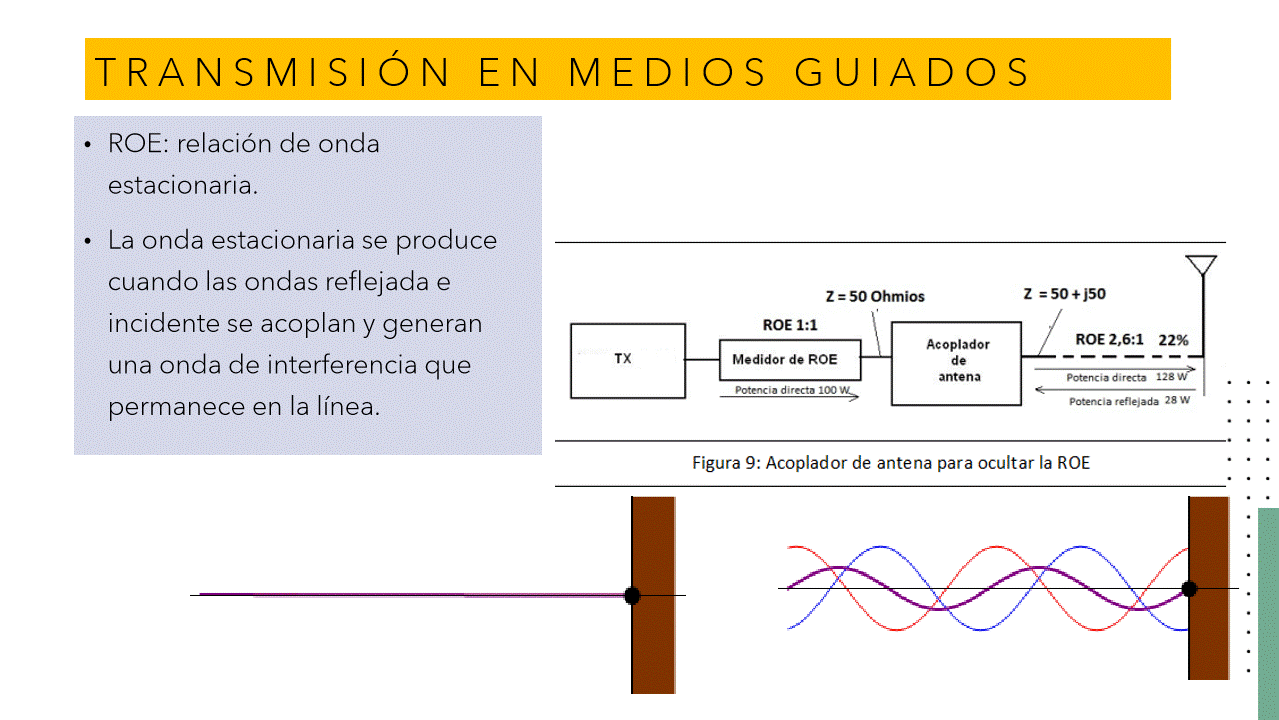 TRANSMISIÓN EN MEDIOS GUIADOS
• ROE: relación de onda
estacionaria.
• La onda estacionaria se produce
cuando las ondas reflejada e
incidente se acoplan y generan
una onda de interferencia que
permanece en la línea.
Z = 50 Ohmios
Z = 50 + j50
ROE 1:1
ROE 2,6:1 22%
TX
Medidor de ROE
Acoplador
de
antena
Potencia directa 100 W
Potencia directa 128 W
Potencia reflejada 28 W
Figura 9: Acoplador de antena para ocultar la ROE